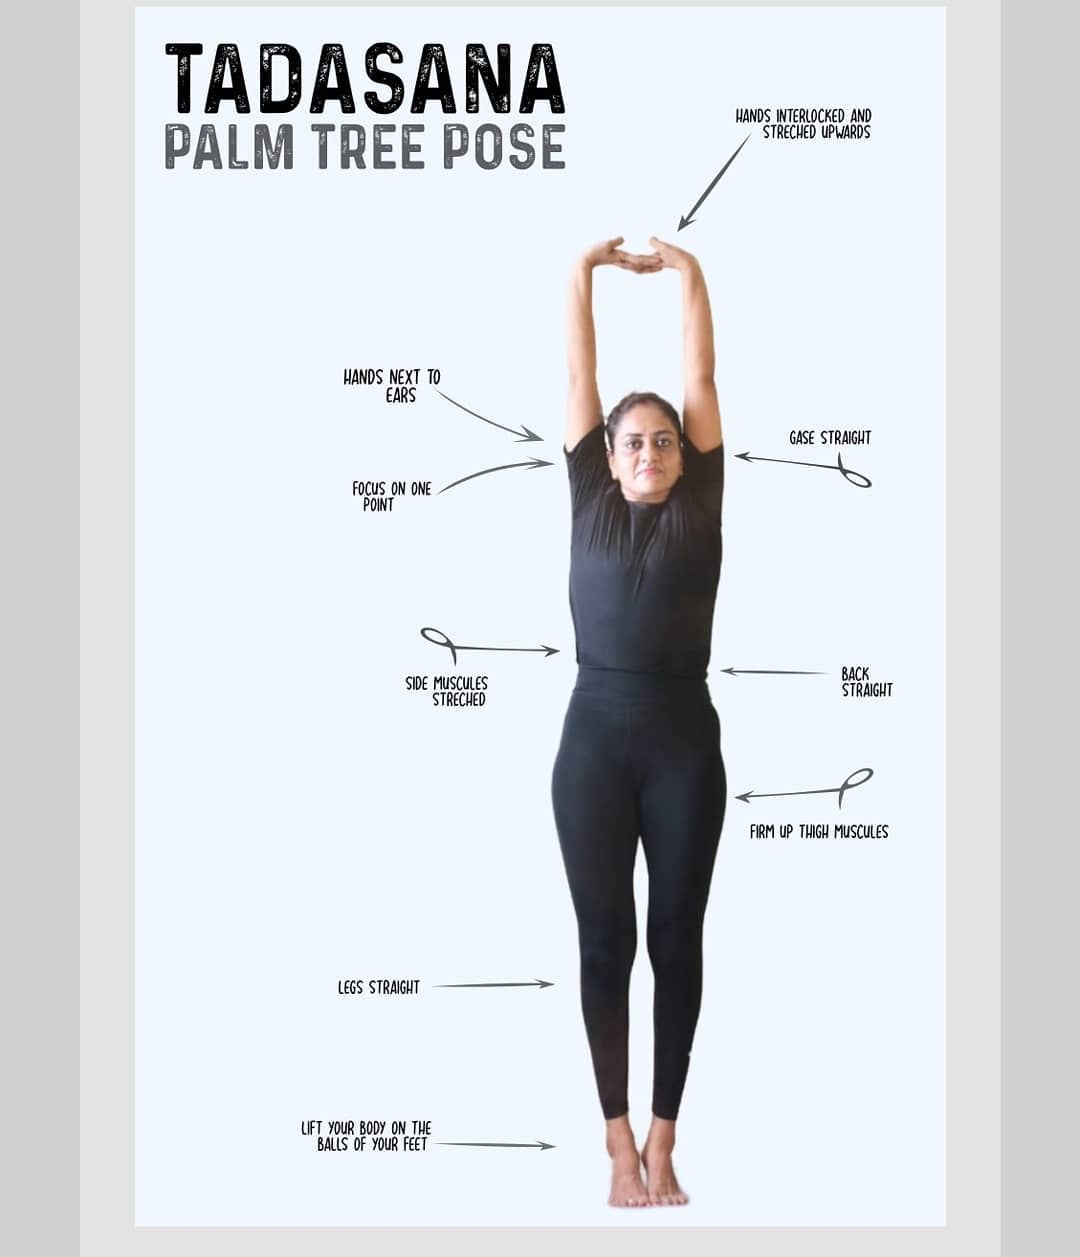 TADASANA
PALM TREE POSE
HANDS INTERLOCKED AND
STRECHED UPWARDS
HANDS NEXT TO
EARS
GASE STRAIGHT
FOCUS ON ONE
POINT
SIDE MUSCULES
STRECHED
BACK
STRAIGHT
FIRM UP THIGH MUSCULES
LEGS STRAIGHT
LIFT YOUR BODY ON THE
BALLS OF YOUR FEET